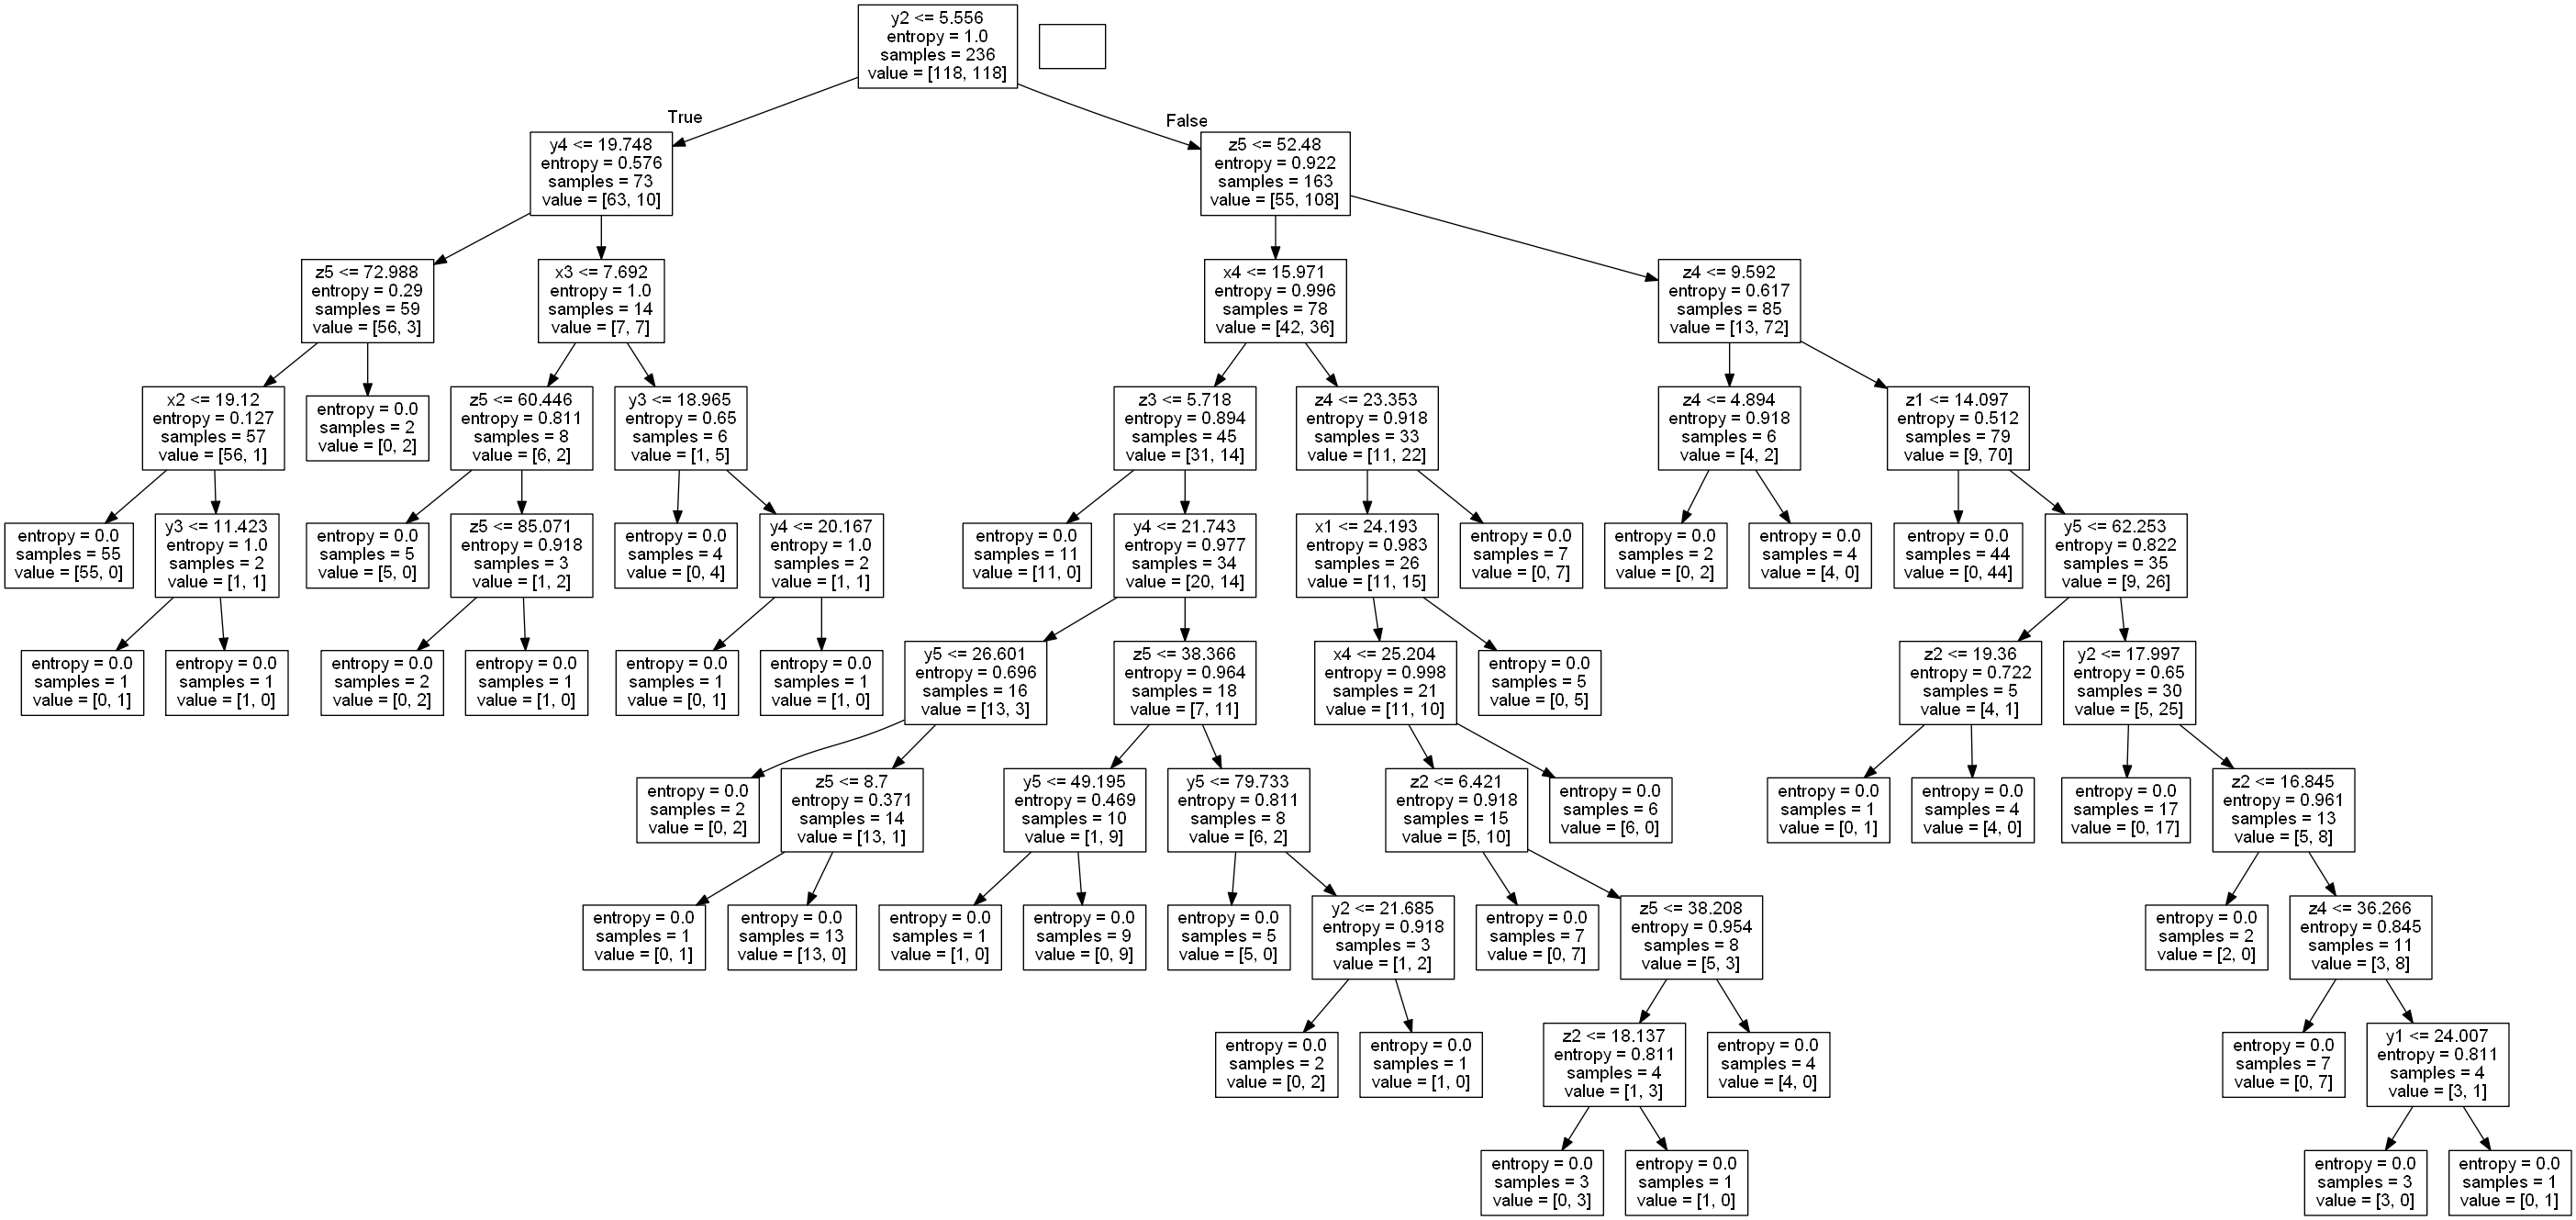 y2 <= 5.556
entropy = 1.0
samples = 236
value = [118, 118]
True
False
y4 <= 19.748
entropy = 0.576
samples = 73
value = [63, 10]
z5 <= 52.48
entropy = 0.922
samples = 163
value = [55, 108]
z5 <= 72.988
entropy = 0.29
samples = 59
value = [56, 3]
x3 <= 7.692
entropy = 1.0
samples = 14
value = [7, 7]
x4 <= 15.971
entropy = 0.996
samples = 78
value = [42, 36]
z4 <= 9.592
entropy = 0.617
samples = 85
value = [13, 72]
x2 <= 19.12
entropy = 0.127
samples = 57
value = [56, 1]
entropy = 0.0
samples = 2
value = [0, 2]
z5 <= 60.446
entropy = 0.811
samples = 8
value = [6, 2]
y3 <= 18.965
entropy = 0.65
samples = 6
value = [1, 5]
z3 <= 5.718
entropy = 0.894
samples = 45
value = [31, 14]
z4 <= 23.353
entropy = 0.918
samples = 33
value = [11, 22]
z4 <= 4.894
entropy = 0.918
samples = 6
value = [4, 2]
z1 <= 14.097
entropy = 0.512
samples = 79
value = [9, 70]
entropy = 0.0
samples = 55
value = [55, 0]
y3 <= 11.423
entropy = 1.0
samples = 2
value = [1, 1]
entropy = 0.0
samples = 5
value = [5, 0]
z5 <= 85.071
entropy = 0.918
samples = 3
value = [1, 2]
entropy = 0.0
samples = 4
value = [0, 4]
y4 <= 20.167
entropy = 1.0
samples = 2
value = [1, 1]
entropy = 0.0
samples = 11
value = [11, 0]
y4 <= 21.743
entropy = 0.977
samples = 34
value = [20, 14]
x1 <= 24.193
entropy = 0.983
samples = 26
value = [11, 15]
entropy = 0.0
samples = 7
value = [0, 7]
entropy = 0.0
samples = 2
value = [0, 2]
entropy = 0.0
samples = 4
value = [4, 0]
entropy = 0.0
samples = 44
value = [0, 44]
y5 <= 62.253
entropy = 0.822
samples = 35
value = [9, 26]
entropy = 0.0
samples = 1
value = [0, 1]
entropy = 0.0
samples = 1
value = [1, 0]
entropy = 0.0
samples = 2
value = [0, 2]
entropy = 0.0
samples = 1
value = [1, 0]
entropy = 0.0
samples = 1
value = [0, 1]
entropy = 0.0
samples = 1
value = [1, 0]
y5 <= 26.601
entropy = 0.696
samples = 16
value = [13, 3]
z5 <= 38.366
entropy = 0.964
samples = 18
value = [7, 11]
x4 <= 25.204
entropy = 0.998
samples = 21
value = [11, 10]
entropy = 0.0
samples = 5
value = [0, 5]
z2 <= 19.36
entropy = 0.722
samples = 5
value = [4, 1]
y2 <= 17.997
entropy = 0.65
samples = 30
value = [5, 25]
entropy = 0.0
samples = 2
value = [0, 2]
z5 <= 8.7
entropy = 0.371
samples = 14
value = [13, 1]
y5 <= 49.195
entropy = 0.469
samples = 10
value = [1, 9]
y5 <= 79.733
entropy = 0.811
samples = 8
value = [6, 2]
z2 <= 6.421
entropy = 0.918
samples = 15
value = [5, 10]
entropy = 0.0
samples = 6
value = [6, 0]
entropy = 0.0
samples = 1
value = [0, 1]
entropy = 0.0
samples = 4
value = [4, 0]
entropy = 0.0
samples = 17
value = [0, 17]
z2 <= 16.845
entropy = 0.961
samples = 13
value = [5, 8]
entropy = 0.0
samples = 1
value = [0, 1]
entropy = 0.0
samples = 13
value = [13, 0]
entropy = 0.0
samples = 1
value = [1, 0]
entropy = 0.0
samples = 9
value = [0, 9]
entropy = 0.0
samples = 5
value = [5, 0]
y2 <= 21.685
entropy = 0.918
samples = 3
value = [1, 2]
entropy = 0.0
samples = 7
value = [0, 7]
z5 <= 38.208
entropy = 0.954
samples = 8
value = [5, 3]
entropy = 0.0
samples = 2
value = [2, 0]
z4 <= 36.266
entropy = 0.845
samples = 11
value = [3, 8]
entropy = 0.0
samples = 2
value = [0, 2]
entropy = 0.0
samples = 1
value = [1, 0]
z2 <= 18.137
entropy = 0.811
samples = 4
value = [1, 3]
entropy = 0.0
samples = 4
value = [4, 0]
entropy = 0.0
samples = 7
value = [0, 7]
y1 <= 24.007
entropy = 0.811
samples = 4
value = [3, 1]
entropy = 0.0
samples = 3
value = [0, 3]
entropy = 0.0
samples = 1
value = [1, 0]
entropy = 0.0
samples = 3
value = [3, 0]
entropy = 0.0
samples = 1
value = [0, 1]